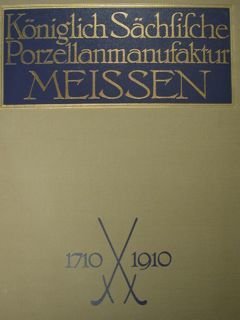 Königlich Sächſiſche
Porzellanmanufaktur
MEISSEN
1710 1910